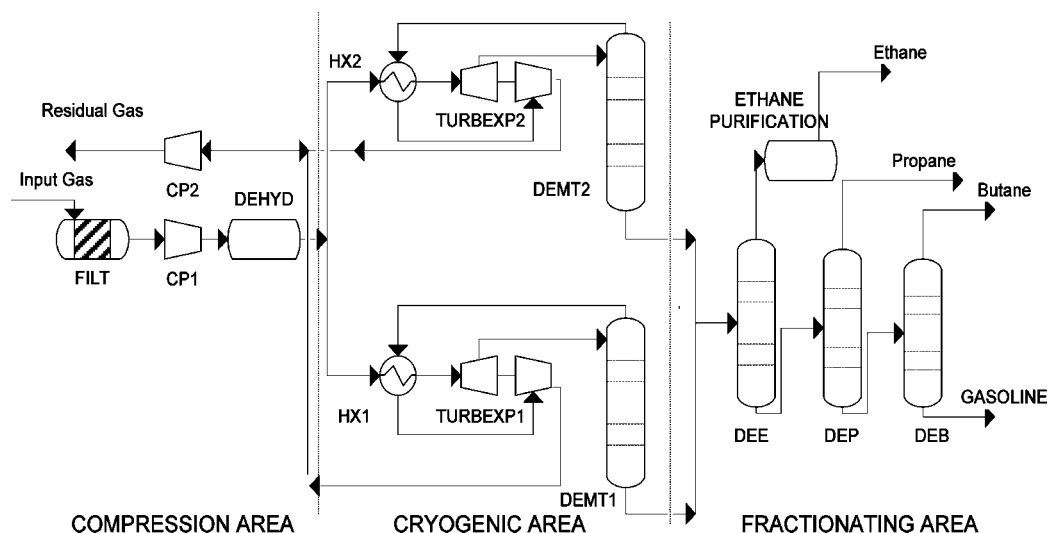 HX2
TURBEXP2
DEMT2
Ethane
ETHANE
PURIFICATION
Residual Gas
CP2
Input Gas
DEHYD
FILT
CP1
Propane
Butane
HX1
TURBEXP1
DEMT1
DEE
DEP
DEB
GASOLINE
COMPRESSION AREA
CRYOGENIC AREA
FRACTIONATING AREA